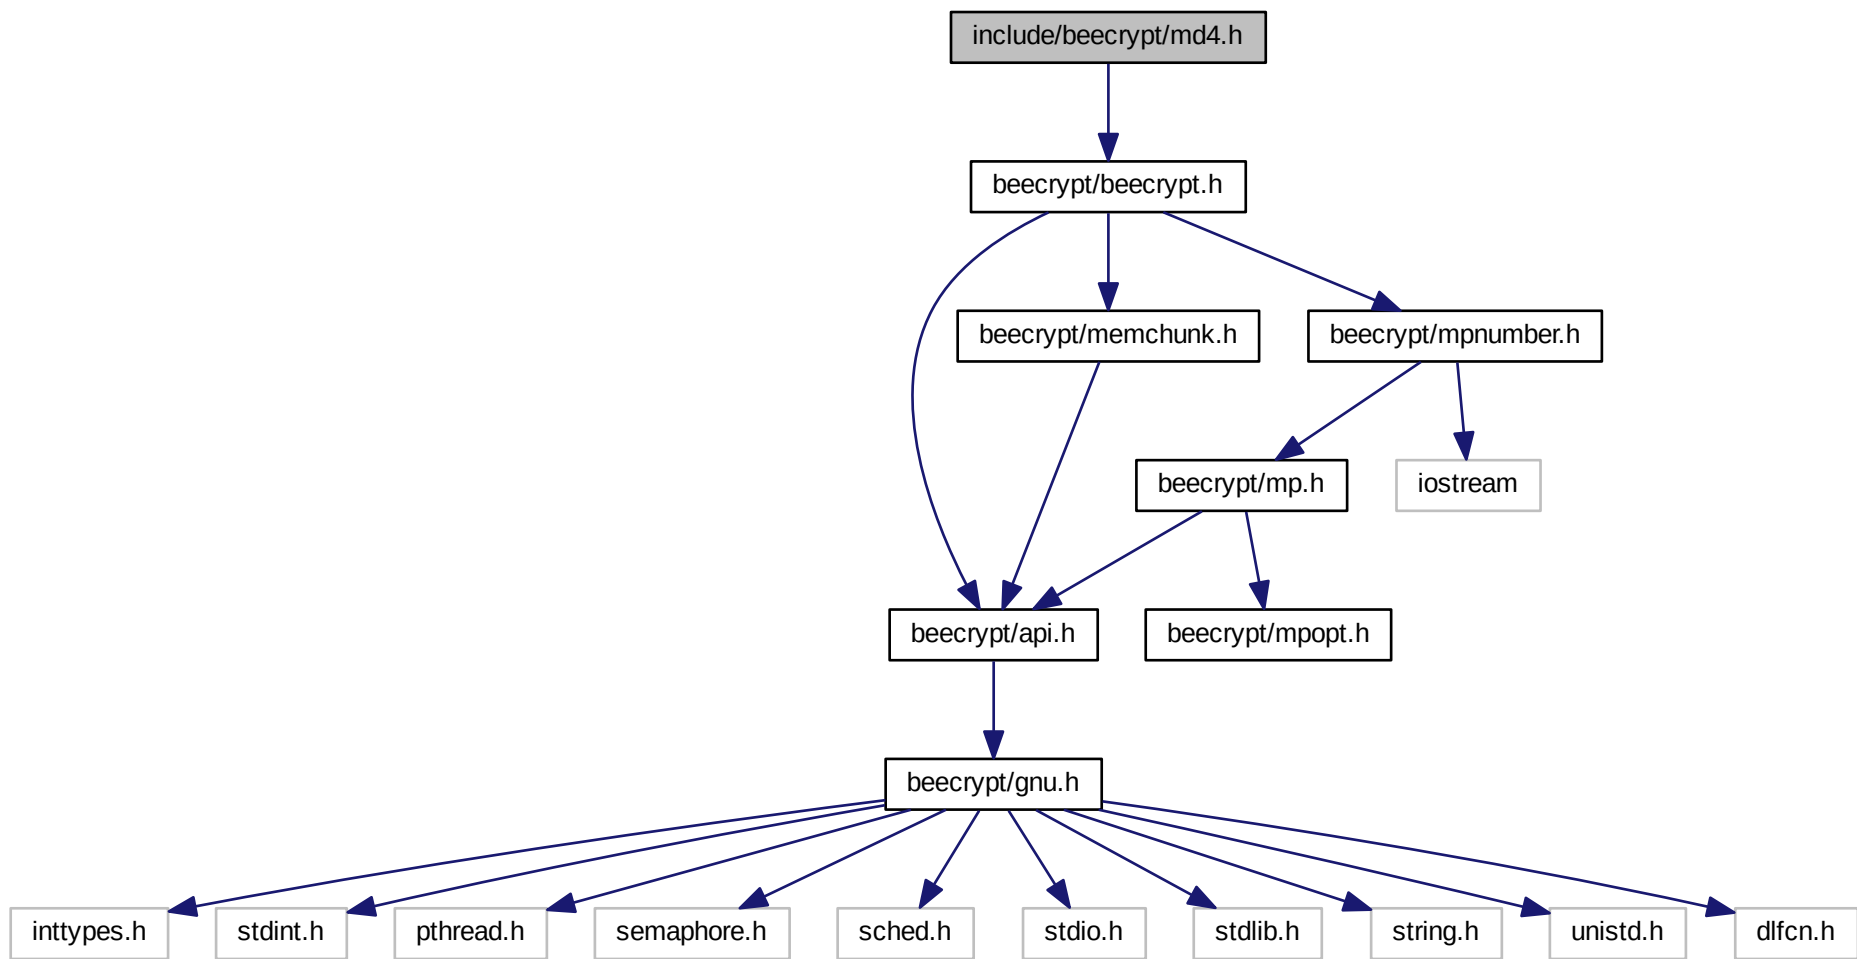 include/beecrypt/md4.h
beecrypt/beecrypt.h
beecrypt/memchunk.h
beecrypt/mpnumber.h
beecrypt/mp.h
iostream
beecrypt/api.h
beecrypt/mpopt.h
beecrypt/gnu.h
inttypes.h
stdint.h
pthread.h
semaphore.h
sched.h
stdio.h
stdlib.h
string.h
unistd.h
dlfcn.h